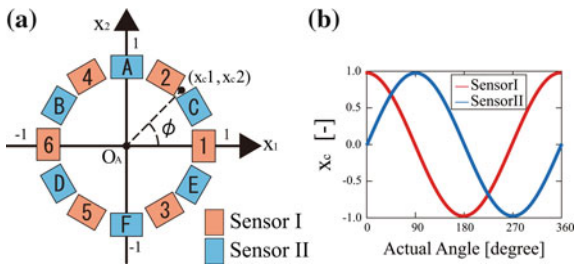 (a)
x2
1
A
4
2
(xc1,xc2)
B
C
-1
6
φ
1
1
x1
OA
D
E
5
3
F
-1
Sensor I
Sensor II
(b)
1.0
0.5
0.0
-0.5
-1.0
xc [-]
SensorI
SensorII
0
90
180
270
360
Actual Angle [degree]